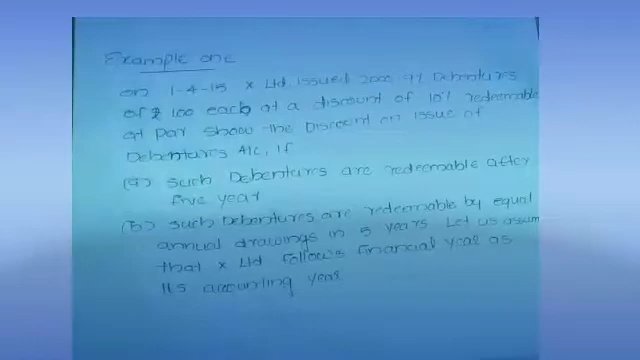 Example one
on 1-4-15 X Ltd issued 2000 9% Debentures
of ₹ 100 each at a discount of 10% redeemable
at par show the Discount on issue of
Debentures A/c, if
(a) such Debentures are redeemable after
five year
(b) such Debentures are redeemable by equal
annual drawings in 5 years Let us assum
that X Ltd follows financial year as
its accounting year